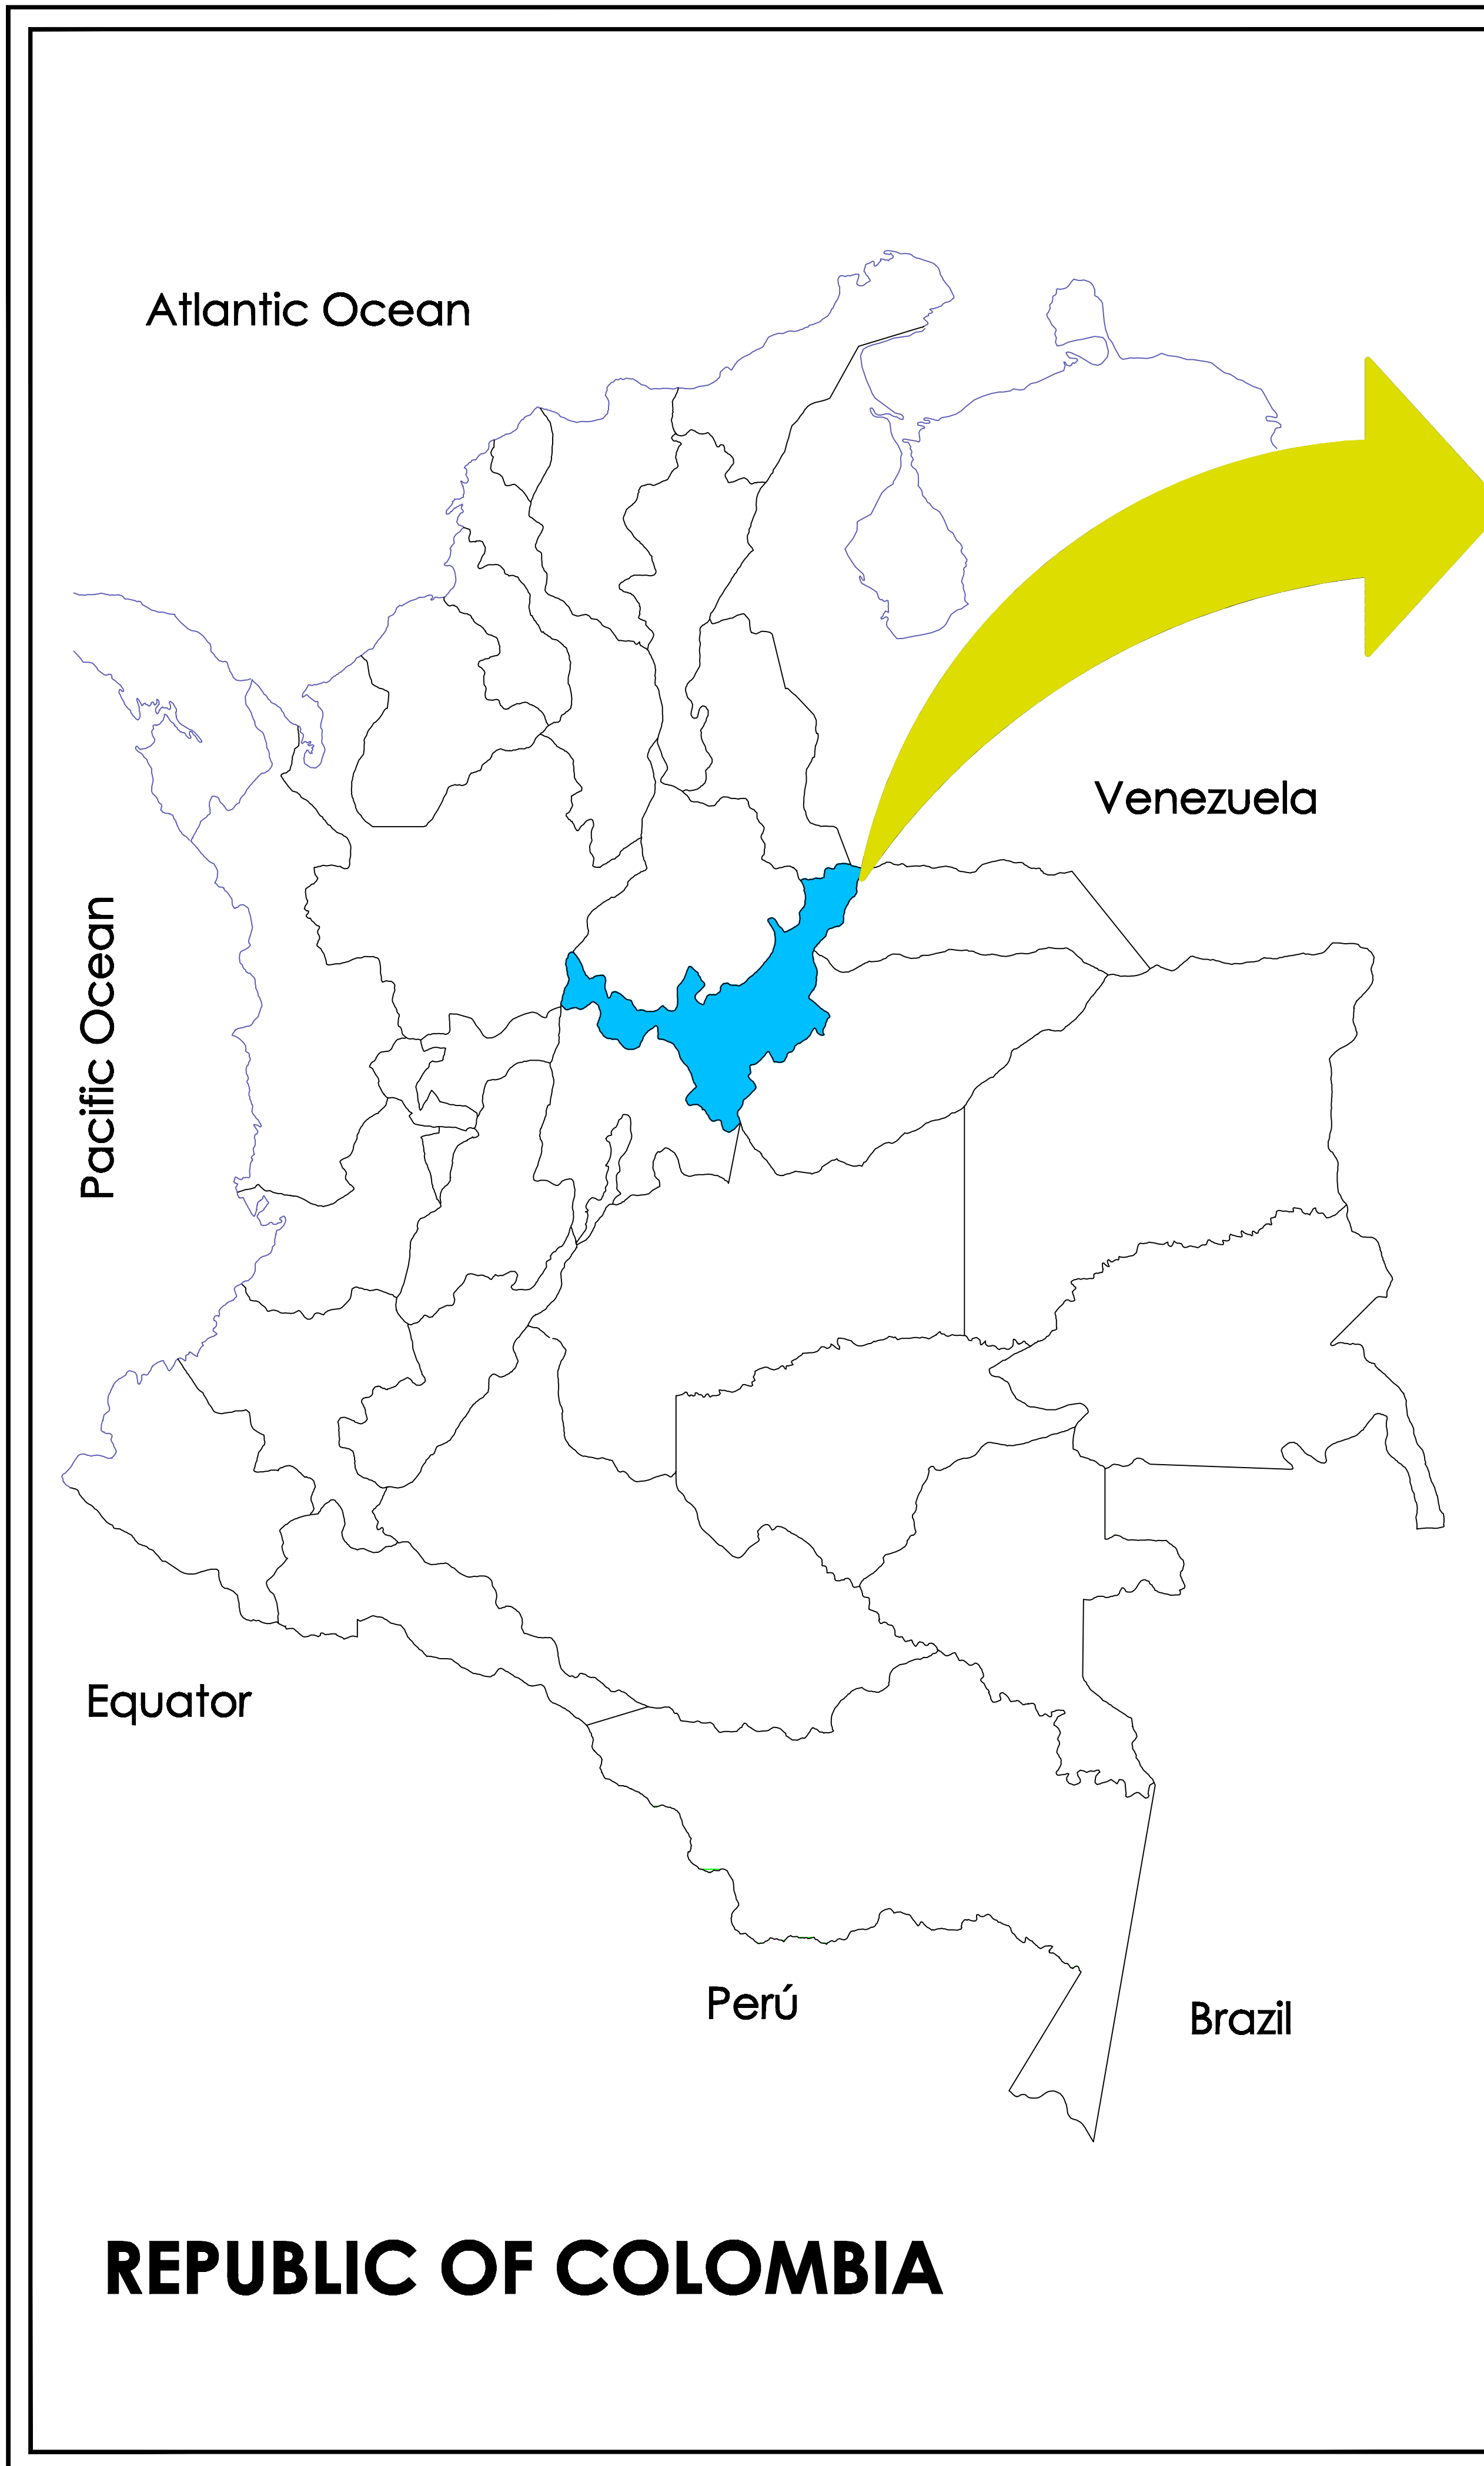 Atlantic Ocean
Venezuela
Pacific Ocean
Equator
Perú
Brazil
REPUBLIC OF COLOMBIA